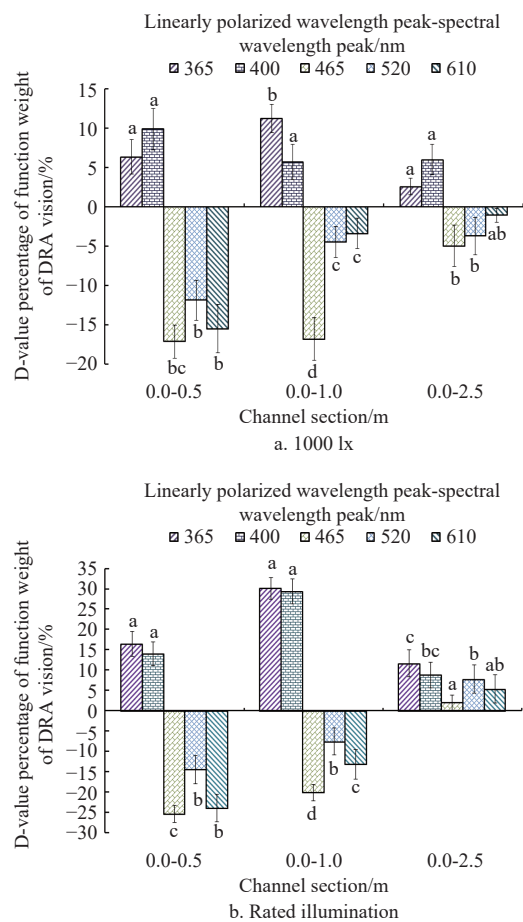 Linearly polarized wavelength peak-spectral
wavelength peak/nm
365 400 465 520 610
D-value percentage of function weight
of DRA vision/%
15
10
5
0
−5
−10
−15
−20
a a bc b b
b a d c c
a a b b ab
0.0-0.5 0.0-1.0 0.0-2.5
Channel section/m
a. 1000 lx
Linearly polarized wavelength peak-spectral
wavelength peak/nm
365 400 465 520 610
D-value percentage of function weight
of DRA vision/%
35
30
25
20
15
10
5
0
−5
−10
−15
−20
−25
−30
a a c b b
a a d b c
c bc a b ab
0.0-0.5 0.0-1.0 0.0-2.5
Channel section/m
b. Rated illumination